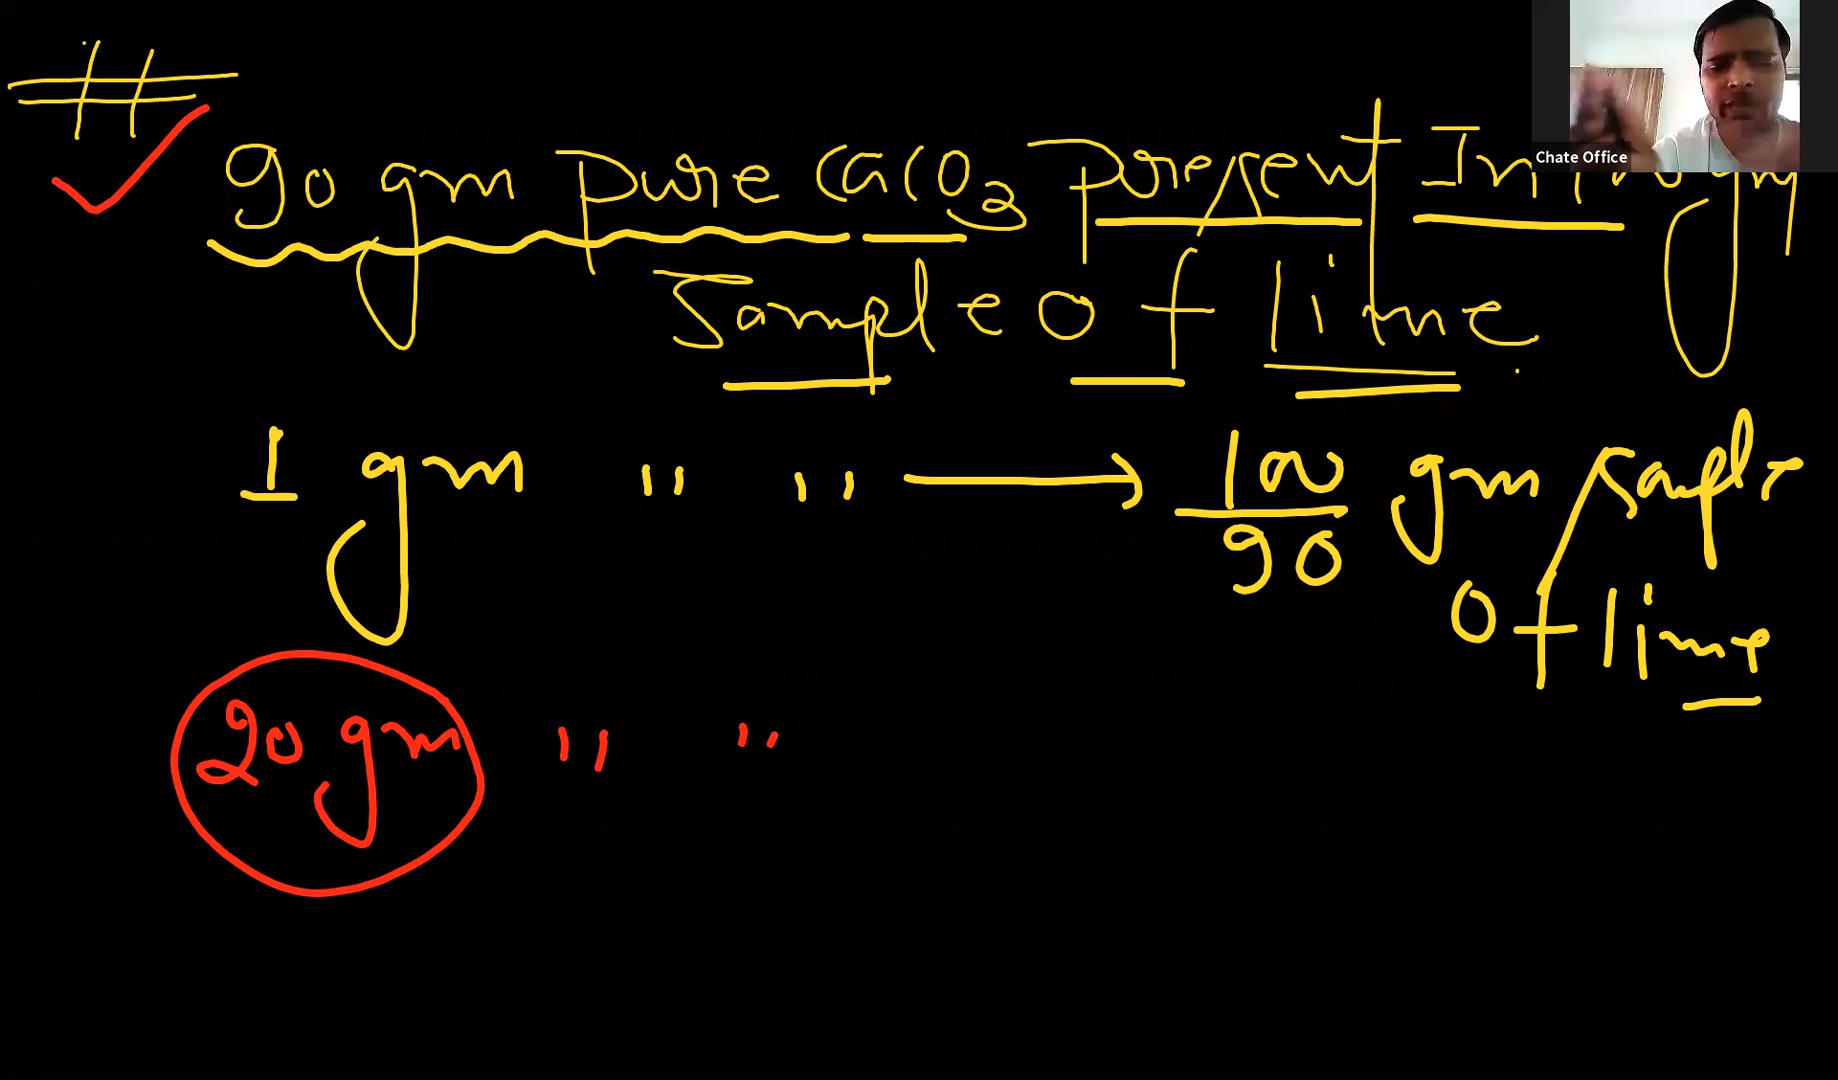 #
90 gm pure CaCO3 present In gm
Sample Of lime.
Chate Office
1 gm " " → 100/90 gm sample
Of lime
20 gm " "